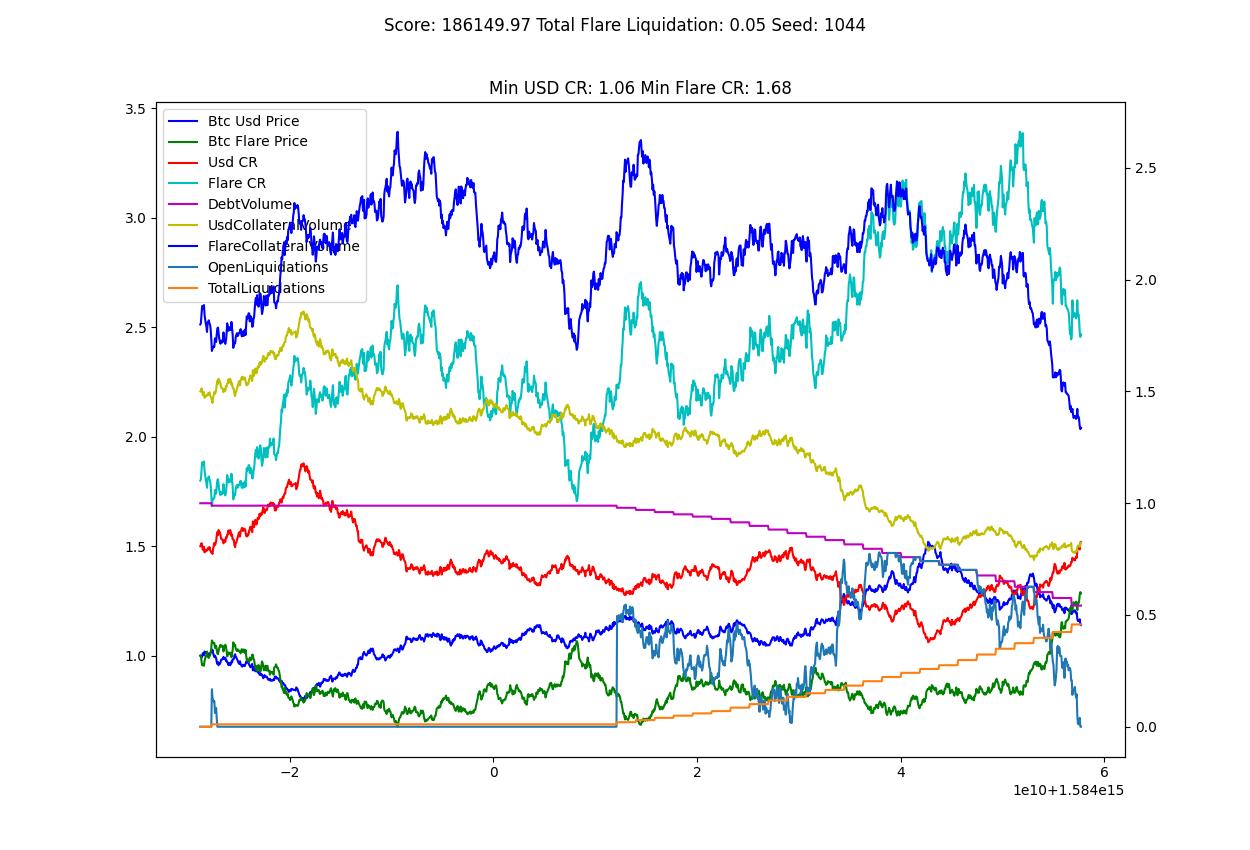 Score: 186149.97 Total Flare Liquidation: 0.05 Seed: 1044
Min USD CR: 1.06 Min Flare CR: 1.68
3.5
3.0
2.5
2.0
1.5
1.0
Btc Usd Price
Btc Flare Price
Usd CR
Flare CR
DebtVolume
UsdCollateralVolume
FlareCollateralVolume
OpenLiquidations
TotalLiquidations
2.5
2.0
1.5
1.0
0.5
0.0
−2 0 2 4 6
1e10+1.584e15